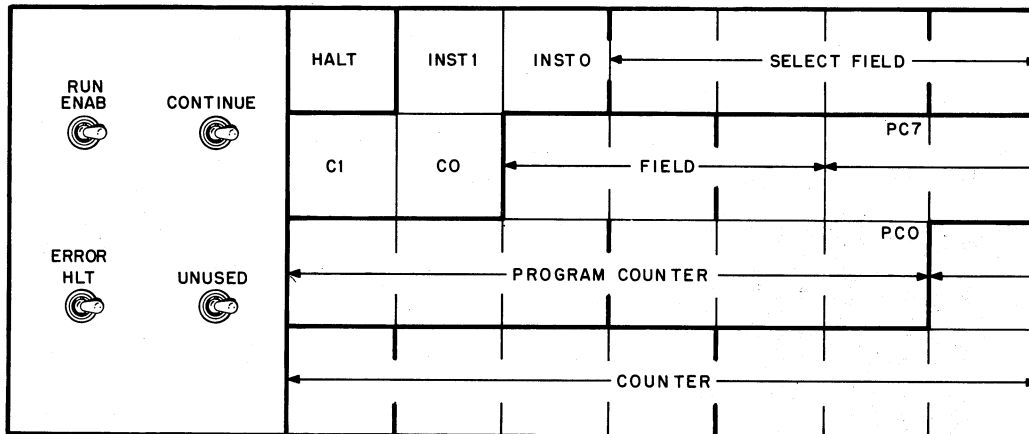 RUN
ENAB
CONTINUE
ERROR
HLT
UNUSED
HALT
INST1
INST0
SELECT FIELD
C1
C0
FIELD
PC7
PROGRAM COUNTER
PC0
COUNTER